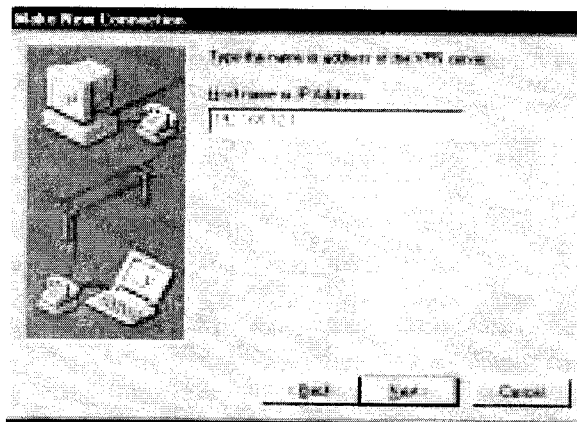 Make New Connection
Type the name or address of the VPN server.
Host name or IP Address:
Back Next Cancel